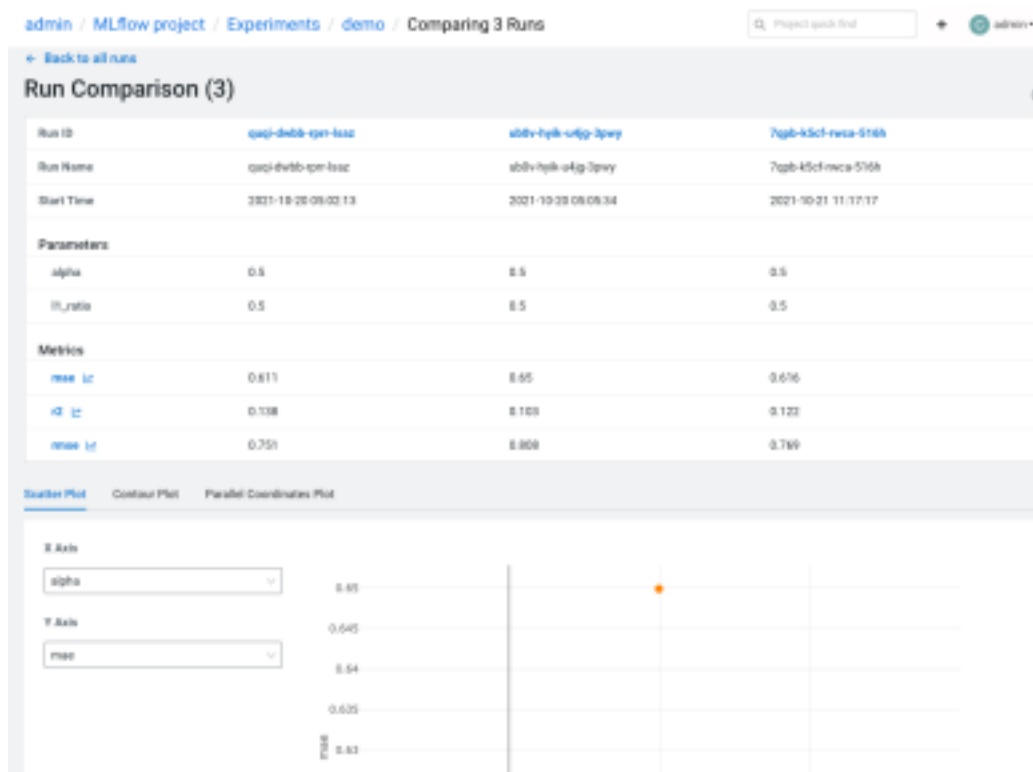 admin / MLflow project / Experiments / demo / Comparing 3 Runs
Project quick find
admin
Back to all runs
Run Comparison (3)
Run ID
Run Name
Start Time 2021-10-20 05:02:13 2021-10-20 05:05:34 2021-10-21 11:17:17
Parameters
alpha 0.5 0.5 0.5
l1_ratio 0.5 0.5 0.5
Metrics
mae 0.611 0.65 0.616
r2 0.138 0.103 0.122
rmse 0.751 0.808 0.769
Scatter Plot Contour Plot Parallel Coordinates Plot
X Axis
alpha
Y Axis
mae
0.65
0.645
0.64
0.635
0.63
mae